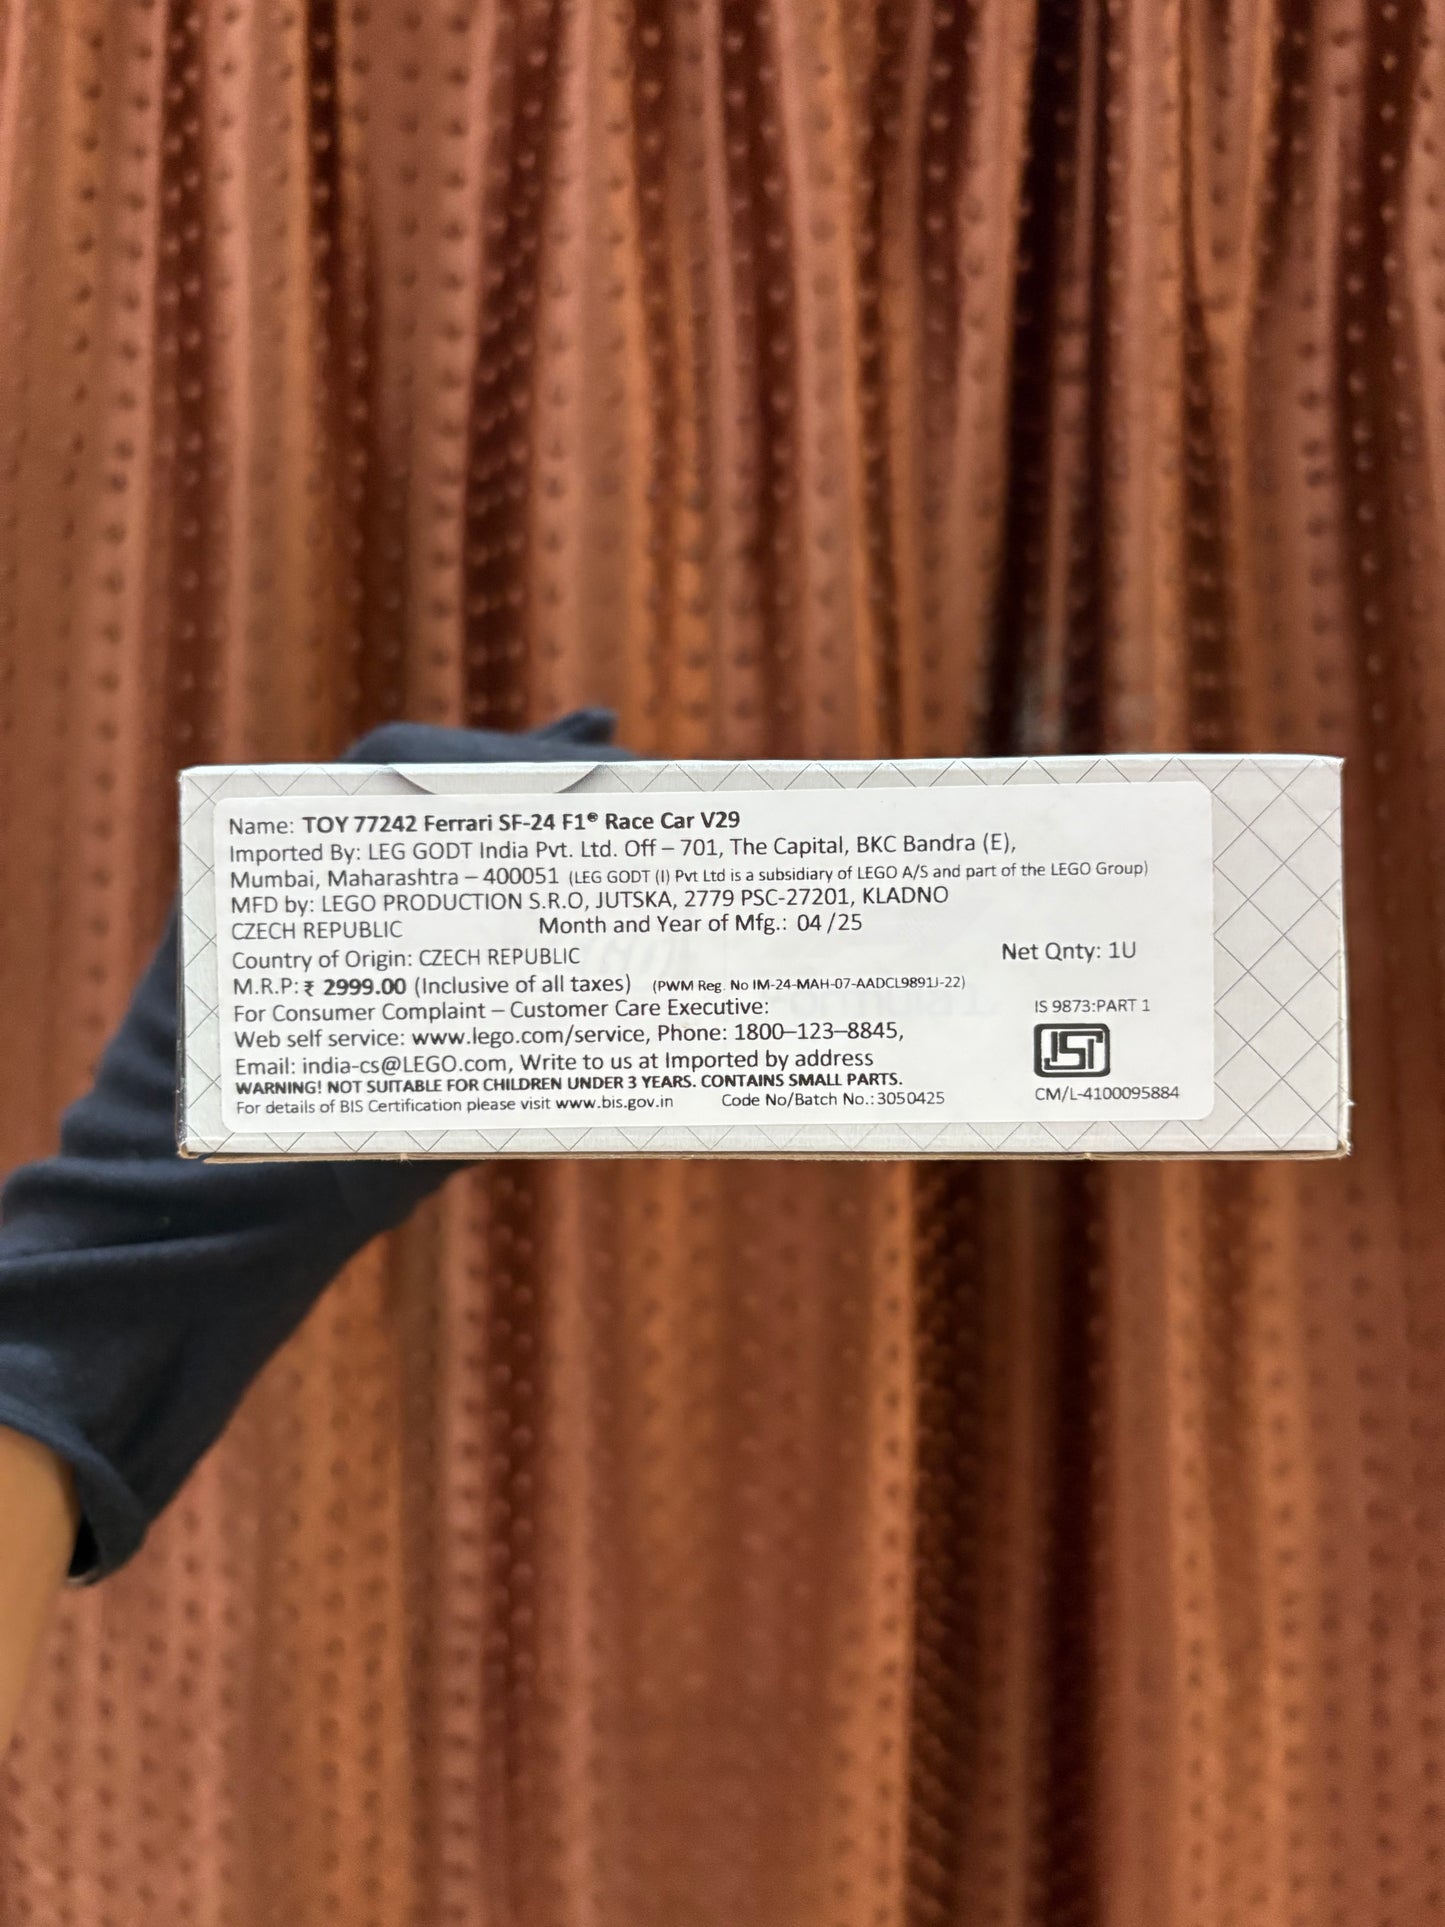 Name: TOY 77242 Ferrari SF-24 F1® Race Car V29
Imported By: LEG GODT India Pvt. Ltd. Off – 701, The Capital, BKC Bandra (E),
Mumbai, Maharashtra – 400051 (LEG GODT (I) Pvt Ltd is a subsidiary of LEGO A/S and part of the LEGO Group)
MFD by: LEGO PRODUCTION S.R.O, JUTSKA, 2779 PSC-27201, KLADNO
CZECH REPUBLIC Month and Year of Mfg.: 04 /25
Country of Origin: CZECH REPUBLIC Net Qnty: 1U
M.R.P: ₹ 2999.00 (Inclusive of all taxes) (PWM Reg. No IM-24-MAH-07-AADCL9891J-22)
For Consumer Complaint – Customer Care Executive: IS 9873:PART 1
Web self service: www.lego.com/service, Phone: 1800–123–8845,
Email: india-cs@LEGO.com, Write to us at Imported by address
WARNING! NOT SUITABLE FOR CHILDREN UNDER 3 YEARS. CONTAINS SMALL PARTS.
For details of BIS Certification please visit www.bis.gov.in Code No/Batch No.:3050425 CM/L-4100095884